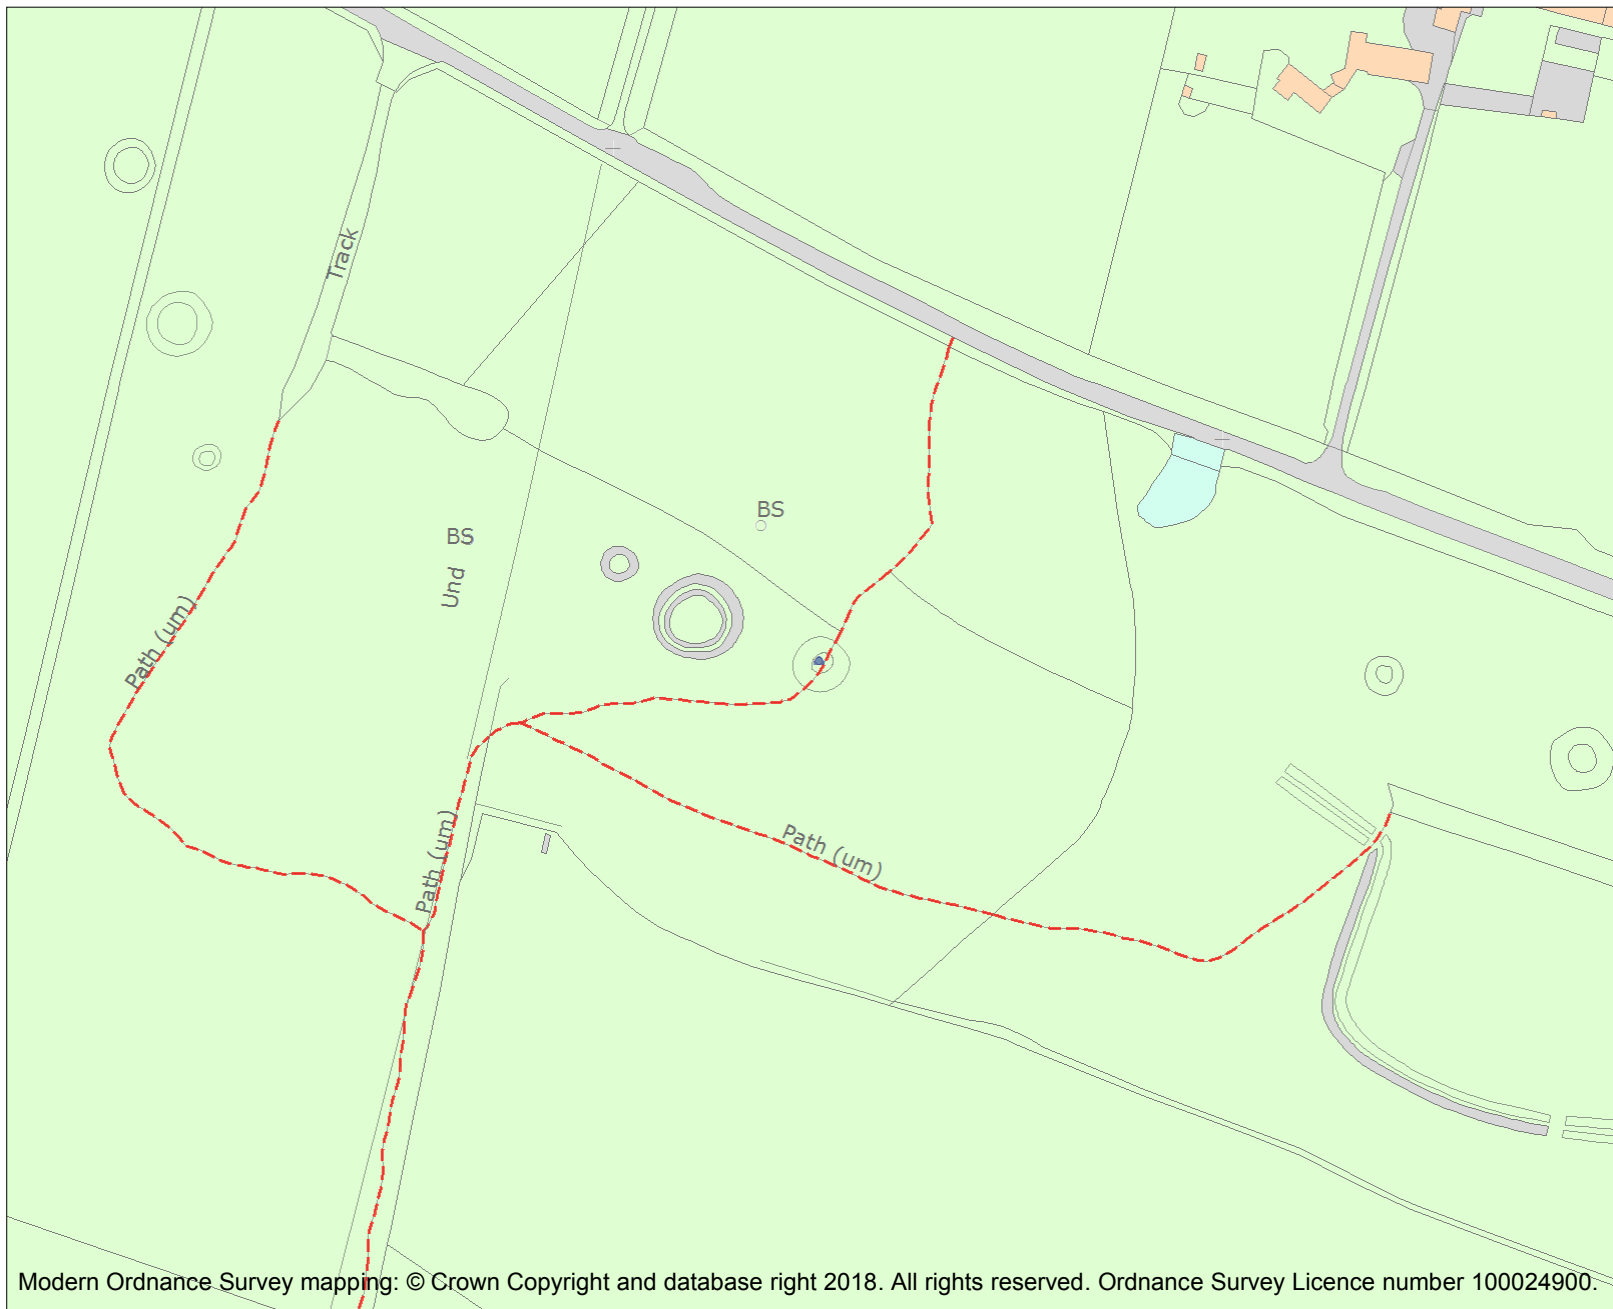 Track
BS
BS
Und
Path (um)
Path (um)
Path (um)
Modern Ordnance Survey mapping: © Crown Copyright and database right 2018. All rights reserved. Ordnance Survey Licence number 100024900.